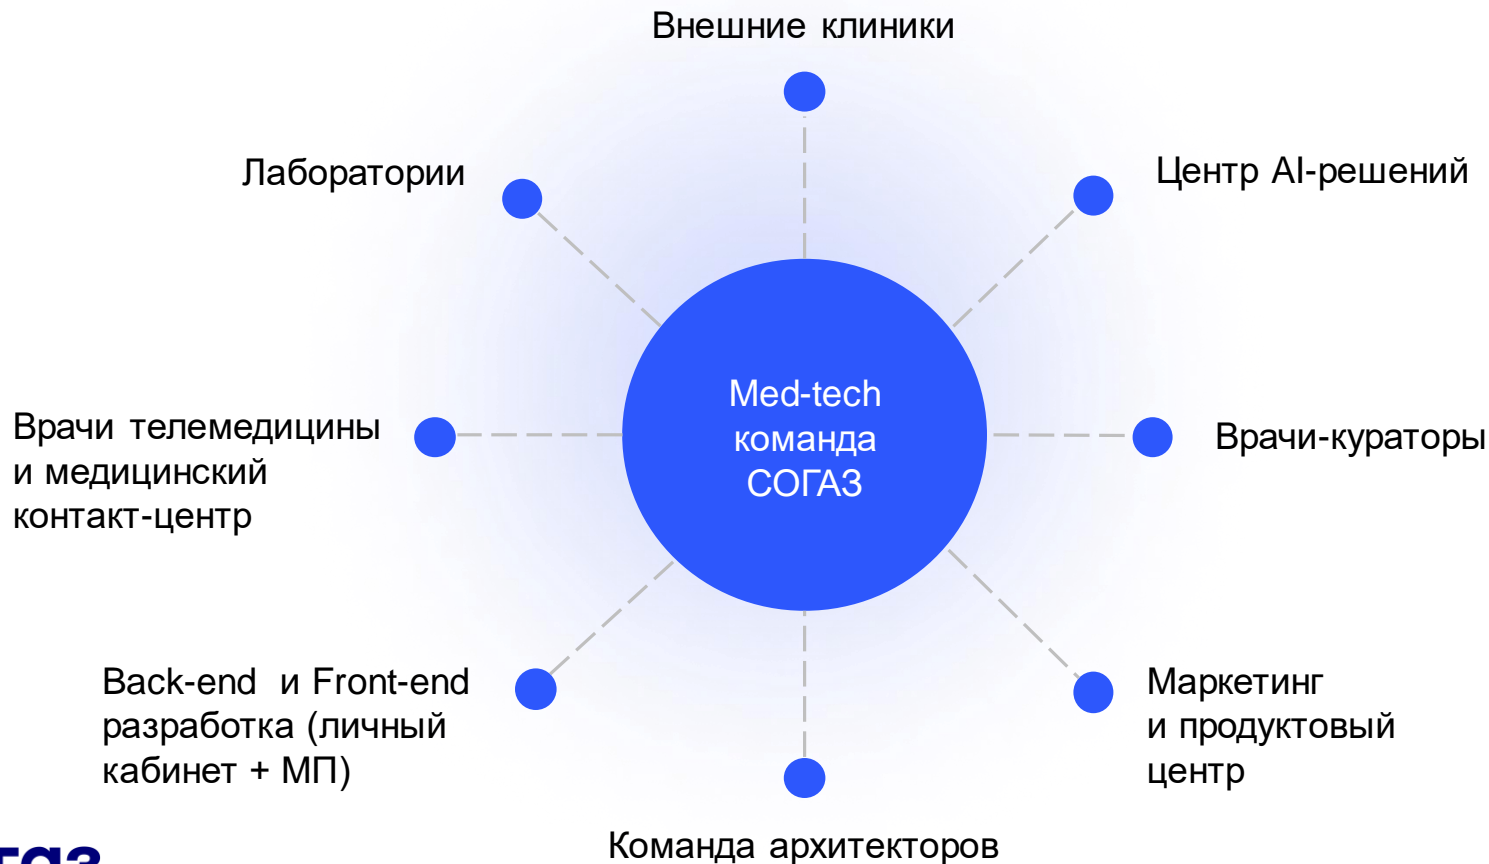 Внешние клиники
Лаборатории
Центр AI-решений
Med-tech
команда
СОГАЗ
Врачи телемедицины
и медицинский
контакт-центр
Врачи-кураторы
Back-end и Front-end
разработка (личный
кабинет + МП)
Маркетинг
и продуктовый
центр
Команда архитекторов